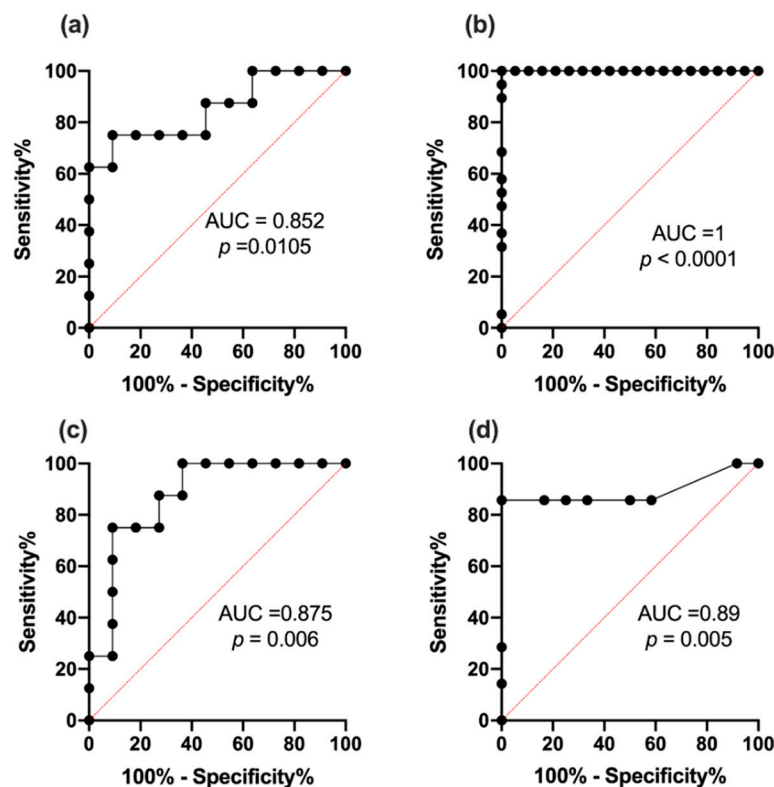 (a)
100
80
60
40
20
0
Sensitivity%
AUC = 0.852
p =0.0105
0 20 40 60 80 100
100% - Specificity%
(b)
100
80
60
40
20
0
Sensitivity%
AUC =1
p < 0.0001
0 20 40 60 80 100
100% - Specificity%
(c)
100
80
60
40
20
0
Sensitivity%
AUC =0.875
p = 0.006
0 20 40 60 80 100
100% - Specificity%
(d)
100
80
60
40
20
0
Sensitivity%
AUC =0.89
p = 0.005
0 20 40 60 80 100
100% - Specificity%